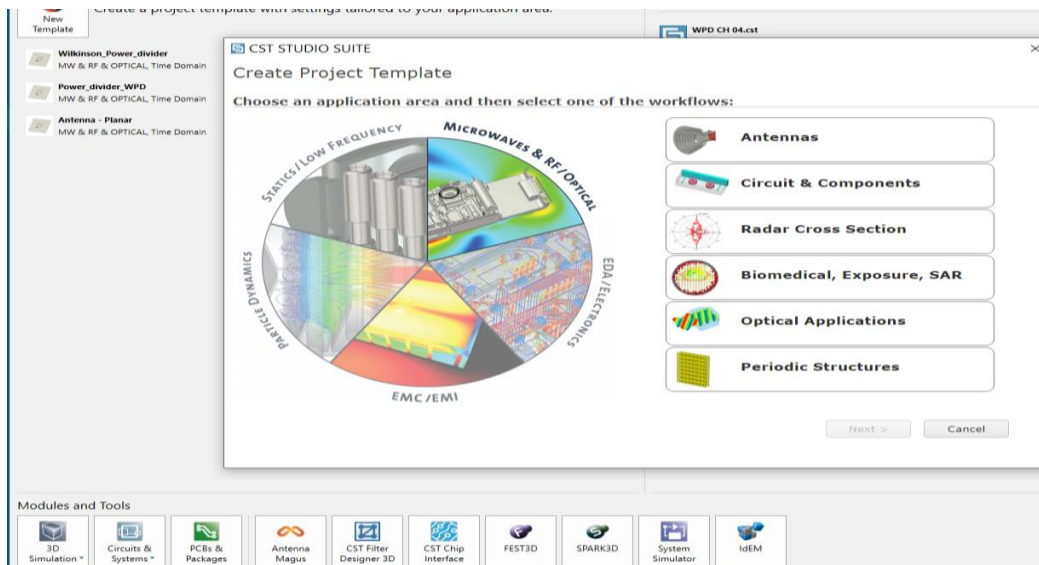 Create a project template with settings tailored to your application area.
New
Template
WPD CH 04.cst
Wilkinson_Power_divider
MW & RF & OPTICAL, Time Domain
Power_divider_WPD
MW & RF & OPTICAL, Time Domain
Antenna - Planar
MW & RF & OPTICAL, Time Domain
CST STUDIO SUITE
Create Project Template
Choose an application area and then select one of the workflows:
STATICS/LOW FREQUENCY
MICROWAVES & RF/OPTICAL
EDA/ELECTRONICS
EMC/EMI
PARTICLE DYNAMICS
Antennas
Circuit & Components
Radar Cross Section
Biomedical, Exposure, SAR
Optical Applications
Periodic Structures
Next >
Cancel
Modules and Tools
3D
Simulation
Circuits &
Systems
PCBs &
Packages
Antenna
Magus
CST Filter
Designer 3D
CST Chip
Interface
FEST3D
SPARK3D
System
Simulator
IdEM